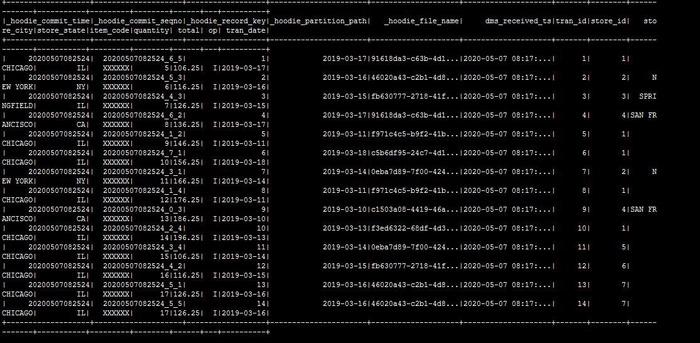 |_hoodie_commit_time|_hoodie_commit_seqno|_hoodie_record_key|_hoodie_partition_path| _hoodie_file_name| dms_received_ts|tran_id|store_id| sto
re_city|store_state|item_code|quantity| total| op| tran_date|
| 20200507082524| 20200507082524_6_5| 1| 2019-03-17|91618da3-c63b-4d1...|2020-05-07 08:17:...| 1| 1|
CHICAGO| IL| XXXXXX| 5|106.25| I|2019-03-17|
| 20200507082524| 20200507082524_5_3| 2| 2019-03-16|46020a43-c2b1-4d8...|2020-05-07 08:17:...| 2| 2| N
EW YORK| NY| XXXXXX| 6|116.25| I|2019-03-16|
| 20200507082524| 20200507082524_4_3| 3| 2019-03-15|fb630777-2718-41f...|2020-05-07 08:17:...| 3| 3| SPRI
NGFIELD| IL| XXXXXX| 7|126.25| I|2019-03-15|
| 20200507082524| 20200507082524_6_2| 4| 2019-03-17|91618da3-c63b-4d1...|2020-05-07 08:17:...| 4| 4|SAN FR
ANCISCO| CA| XXXXXX| 8|136.25| I|2019-03-17|
| 20200507082524| 20200507082524_1_2| 5| 2019-03-11|f971c4c5-b9f2-41b...|2020-05-07 08:17:...| 5| 1|
CHICAGO| IL| XXXXXX| 9|146.25| I|2019-03-11|
| 20200507082524| 20200507082524_7_1| 6| 2019-03-18|c5b6df95-24c7-4d1...|2020-05-07 08:17:...| 6| 1|
CHICAGO| IL| XXXXXX| 10|156.25| I|2019-03-18|
| 20200507082524| 20200507082524_3_1| 7| 2019-03-14|0eba7d89-7f00-424...|2020-05-07 08:17:...| 7| 2| N
EW YORK| NY| XXXXXX| 11|166.25| I|2019-03-14|
| 20200507082524| 20200507082524_1_4| 8| 2019-03-11|f971c4c5-b9f2-41b...|2020-05-07 08:17:...| 8| 1|
CHICAGO| IL| XXXXXX| 12|176.25| I|2019-03-11|
| 20200507082524| 20200507082524_0_3| 9| 2019-03-10|c1503a08-4419-46a...|2020-05-07 08:17:...| 9| 4|SAN FR
ANCISCO| CA| XXXXXX| 13|186.25| I|2019-03-10|
| 20200507082524| 20200507082524_2_4| 10| 2019-03-13|f3ed6322-68df-4d3...|2020-05-07 08:17:...| 10| 1|
CHICAGO| IL| XXXXXX| 14|196.25| I|2019-03-13|
| 20200507082524| 20200507082524_3_4| 11| 2019-03-14|0eba7d89-7f00-424...|2020-05-07 08:17:...| 11| 5|
CHICAGO| IL| XXXXXX| 15|106.25| I|2019-03-14|
| 20200507082524| 20200507082524_4_2| 12| 2019-03-15|fb630777-2718-41f...|2020-05-07 08:17:...| 12| 6|
CHICAGO| IL| XXXXXX| 16|116.25| I|2019-03-15|
| 20200507082524| 20200507082524_5_1| 13| 2019-03-16|46020a43-c2b1-4d8...|2020-05-07 08:17:...| 13| 7|
CHICAGO| IL| XXXXXX| 17|126.25| I|2019-03-16|
| 20200507082524| 20200507082524_5_5| 14| 2019-03-16|46020a43-c2b1-4d8...|2020-05-07 08:17:...| 14| 7|
CHICAGO| IL| XXXXXX| 17|126.25| I|2019-03-16|